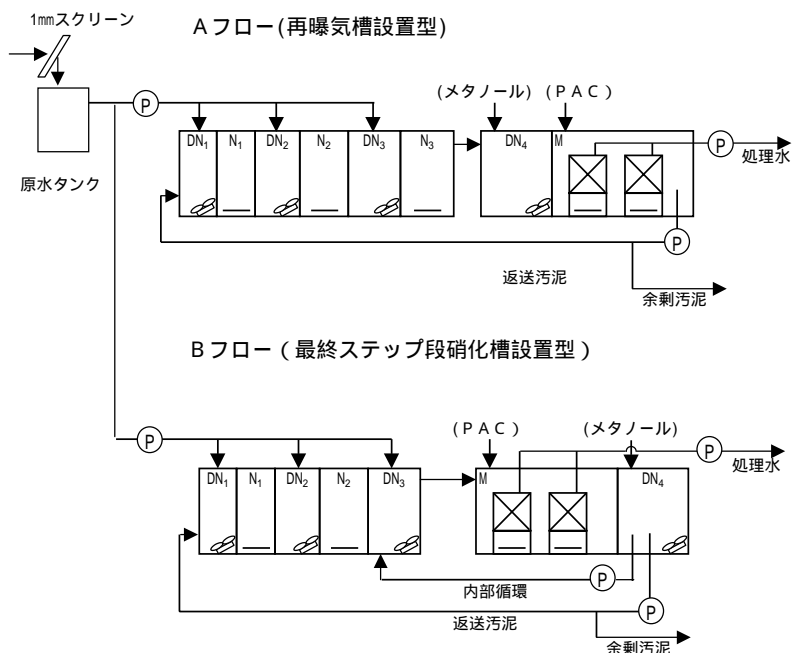 1mmスクリーン
Aフロー(再曝気槽設置型)
P
(メタノール) (PAC)
DN1 N1 DN2 N2 DN3 N3 DN4 M
P
処理水
原水タンク
P
返送汚泥
余剰汚泥
Bフロー(最終ステップ段硝化槽設置型)
(PAC) (メタノール)
P
P
処理水
DN1 N1 DN2 N2 DN3 M DN4
P
内部循環
P
返送汚泥
余剰汚泥